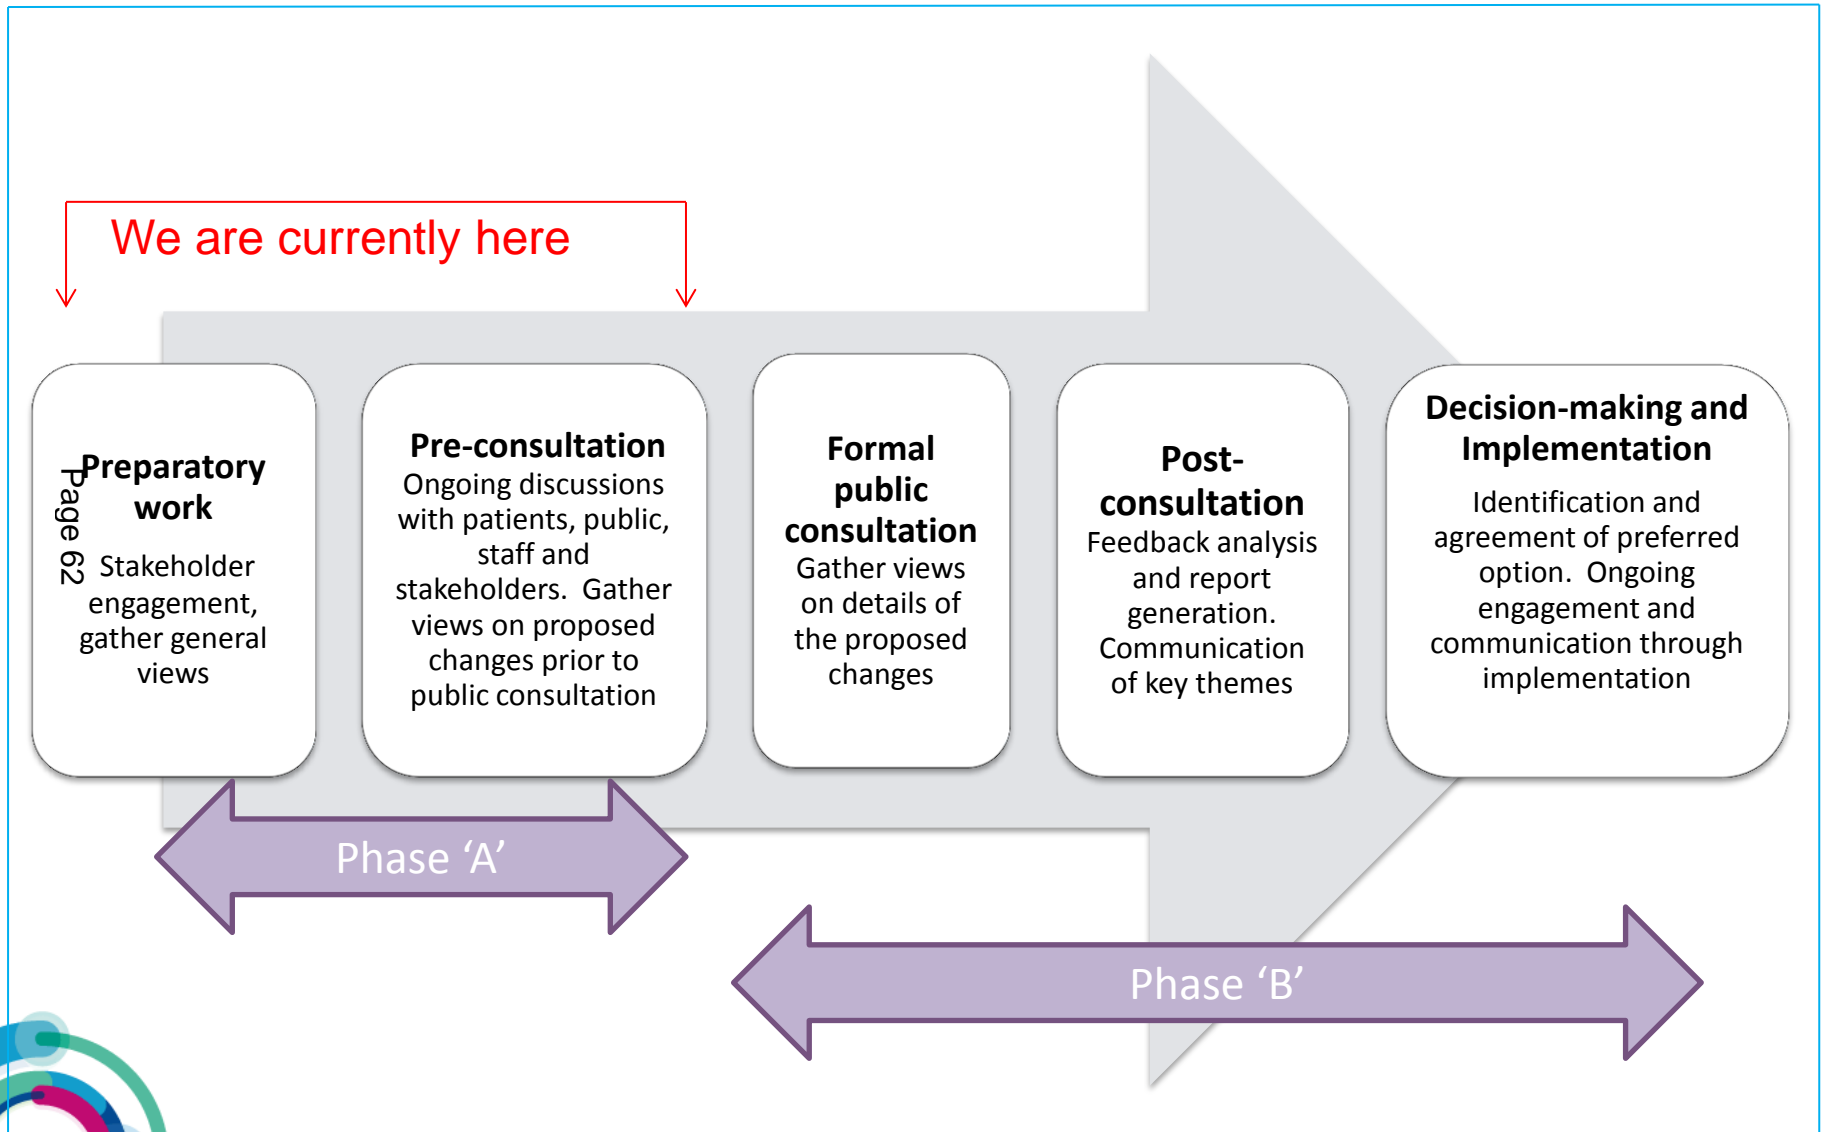 We are currently here
Page 62
Preparatory
work
Stakeholder
engagement,
gather general
views
Pre-consultation
Ongoing discussions
with patients, public,
staff and
stakeholders.  Gather
views on proposed
changes prior to
public consultation
Formal
public
consultation
Gather views
on details of
the proposed
changes
Post-
consultation
Feedback analysis
and report
generation.
Communication
of key themes
Decision-making and
Implementation
Identification and
agreement of preferred
option.  Ongoing
engagement and
communication through
implementation
Phase ‘A’
Phase ‘B’